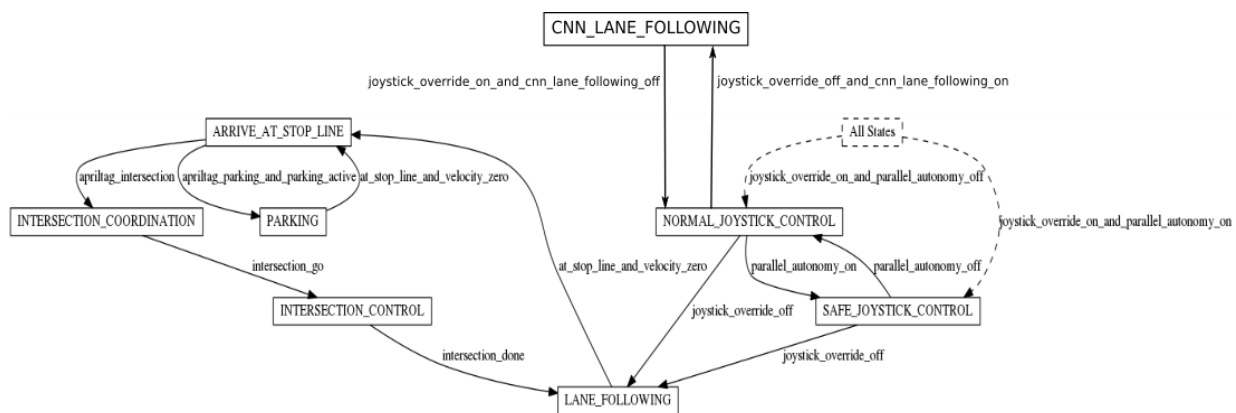 CNN_LANE_FOLLOWING
joystick_override_on_and_cnn_lane_following_off
joystick_override_off_and_cnn_lane_following_on
ARRIVE_AT_STOP_LINE
All States
apriltag_intersection
apriltag_parking_and_parking_active
at_stop_line_and_velocity_zero
joystick_override_on_and_parallel_autonomy_off
INTERSECTION_COORDINATION
PARKING
NORMAL_JOYSTICK_CONTROL
joystick_override_on_and_parallel_autonomy_on
intersection_go
at_stop_line_and_velocity_zero
parallel_autonomy_on
parallel_autonomy_off
INTERSECTION_CONTROL
joystick_override_off
SAFE_JOYSTICK_CONTROL
intersection_done
joystick_override_off
LANE_FOLLOWING